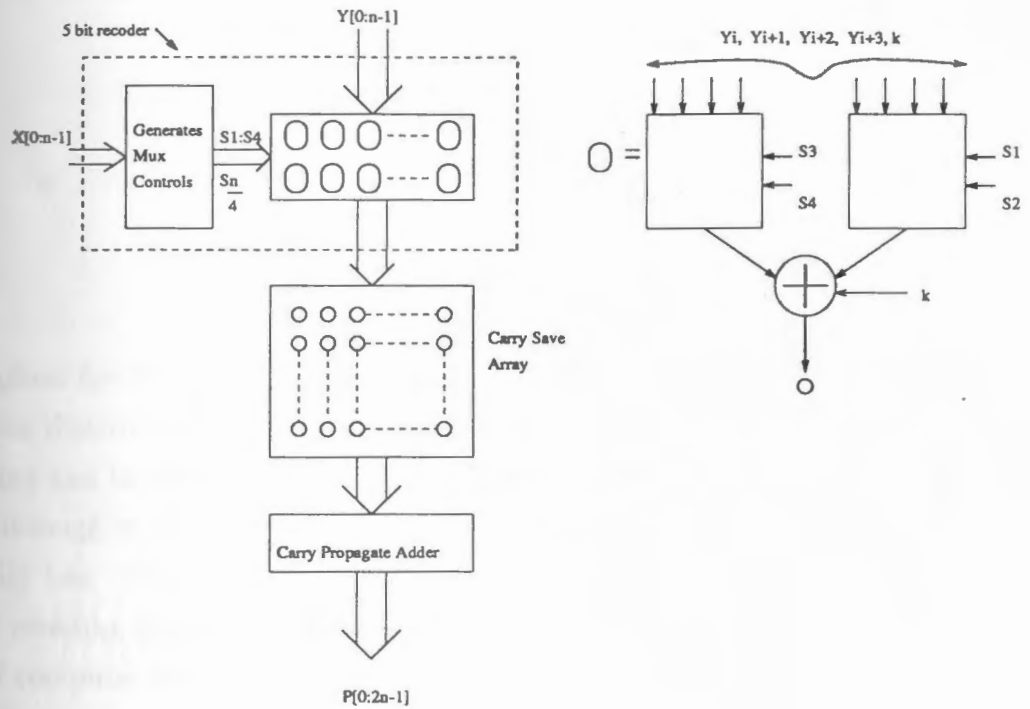 Y[0:n-1]
5 bit recoder
Yi, Yi+1, Yi+2, Yi+3, k
X[0:n-1]
Generates
Mux
Controls
S1:S4
Sn
4
=
S3
S4
S1
S2
k
Carry Save
Array
Carry Propagate Adder
P[0:2n-1]